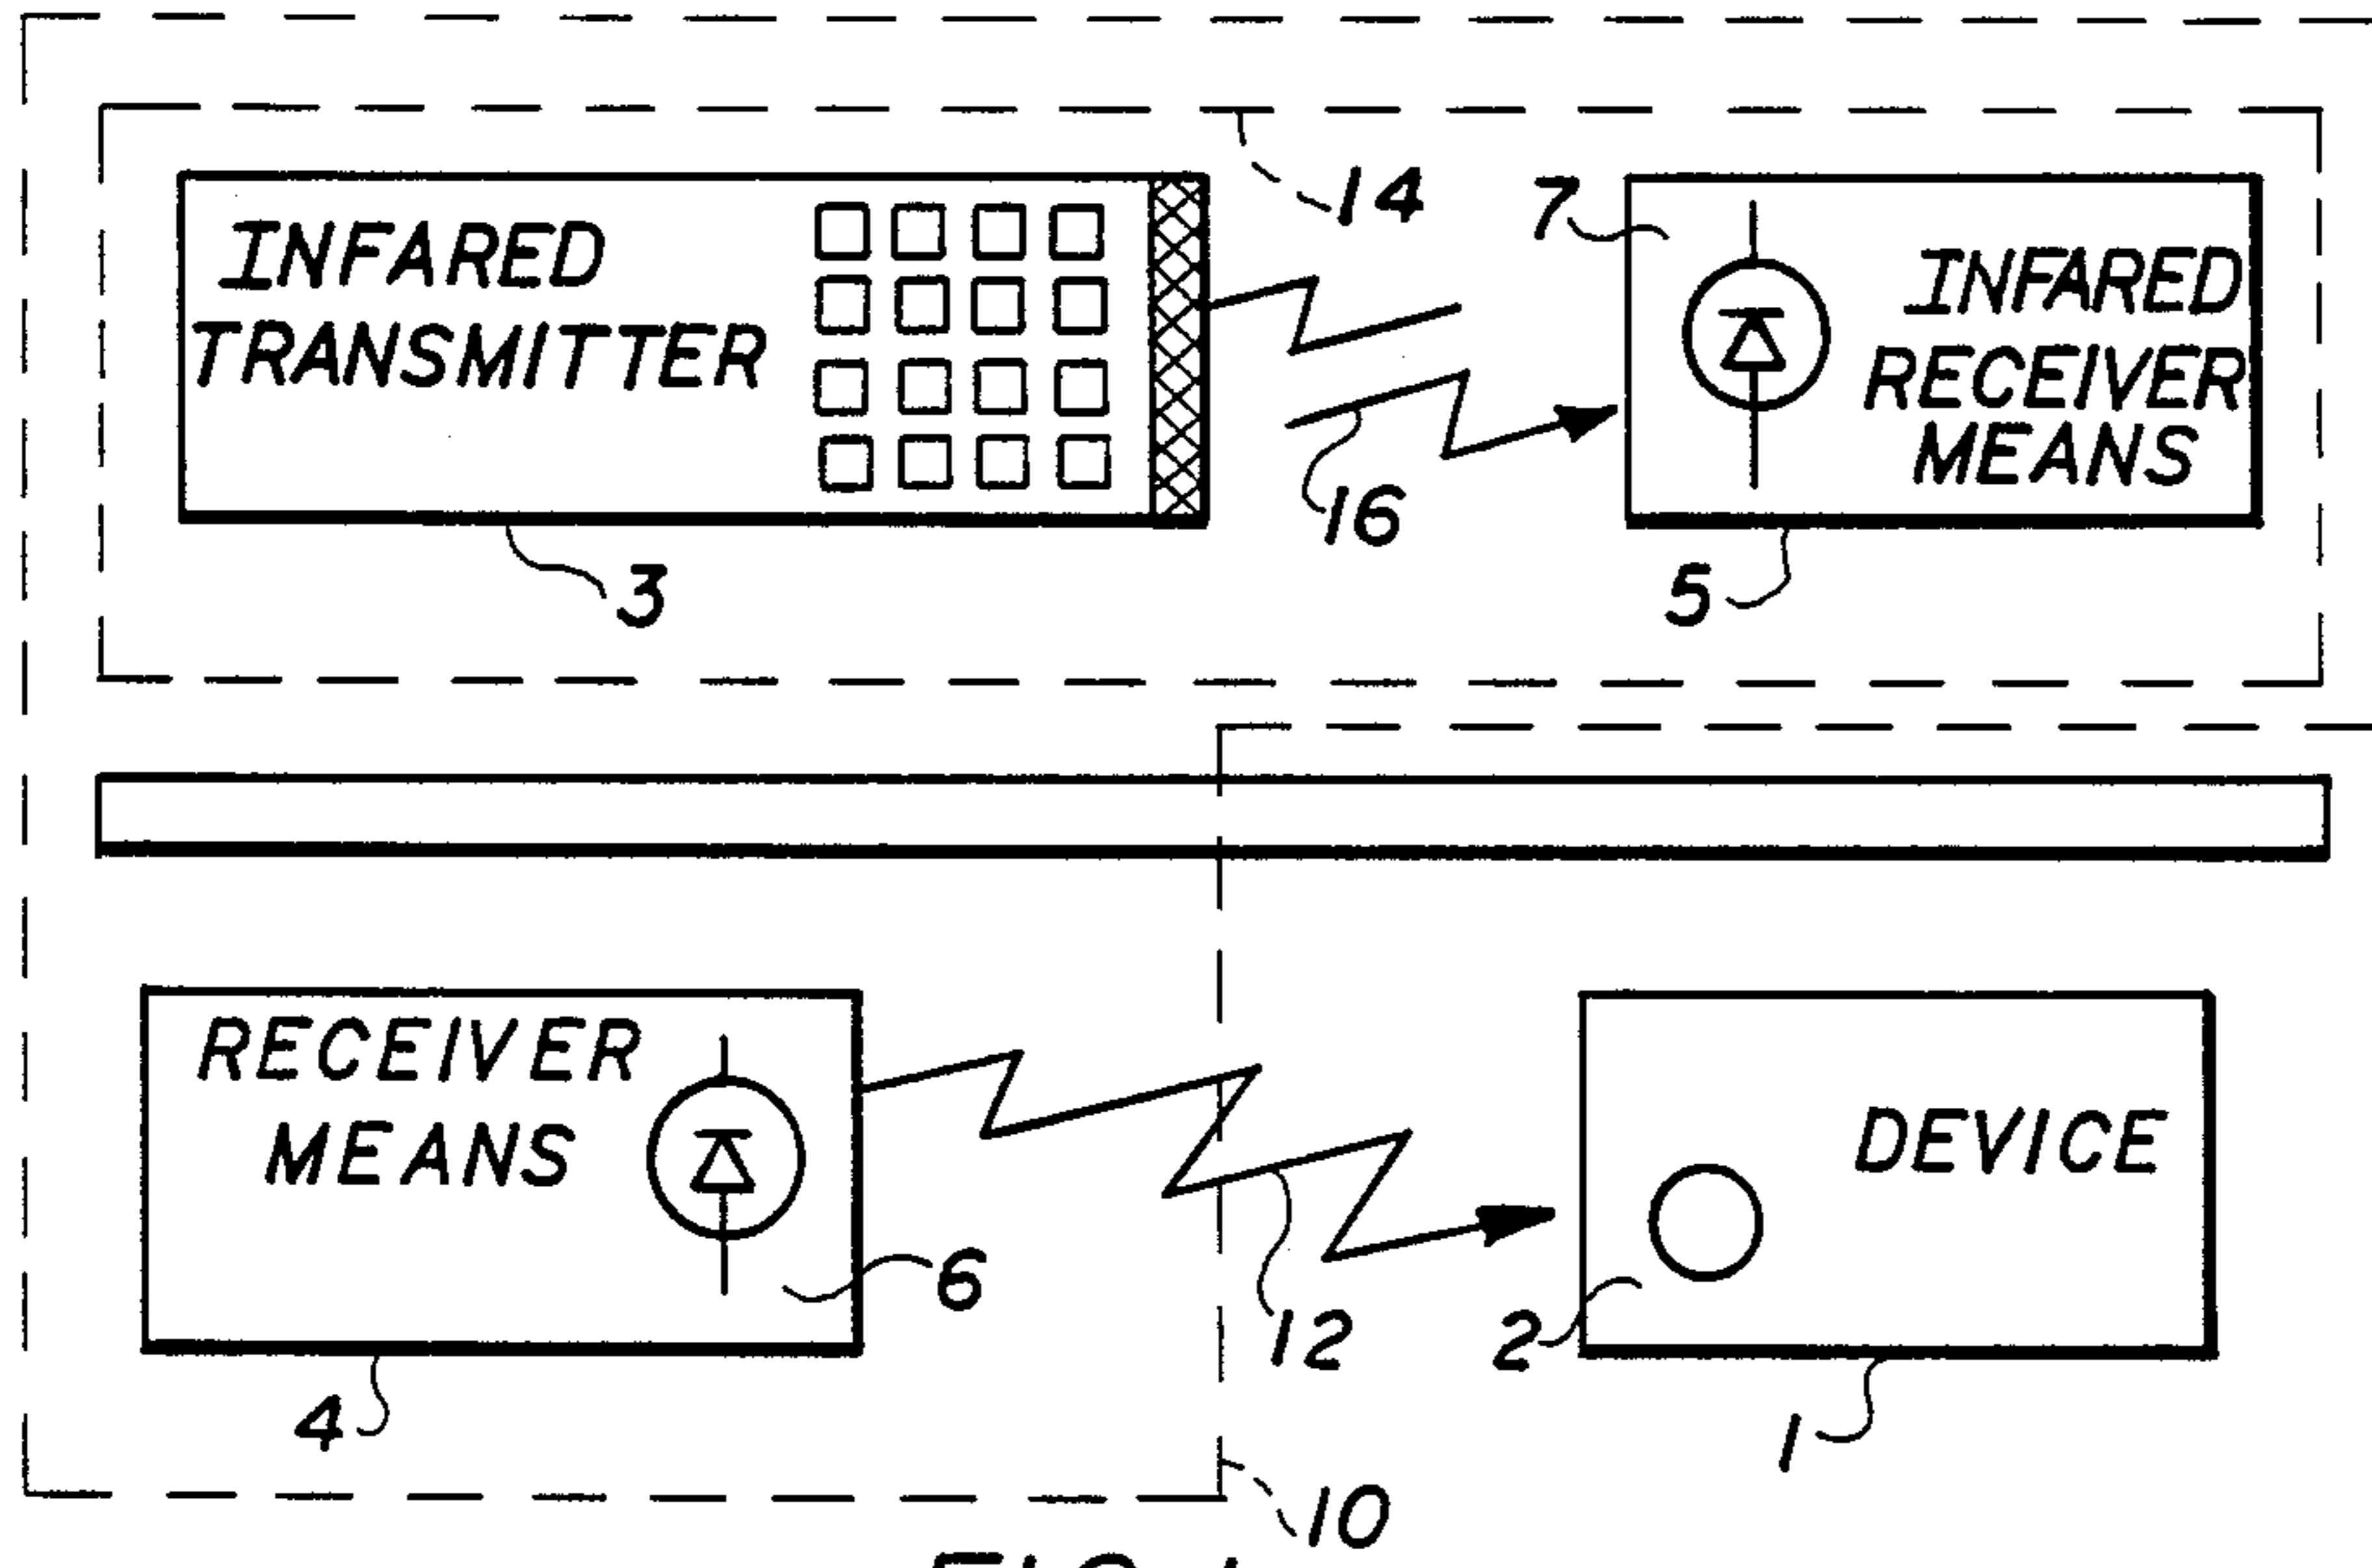 INFARED
TRANSMITTER
14
7
INFARED
RECEIVER
MEANS
16
3
5
RECEIVER
MEANS
DEVICE
6
12
2
4
1
10